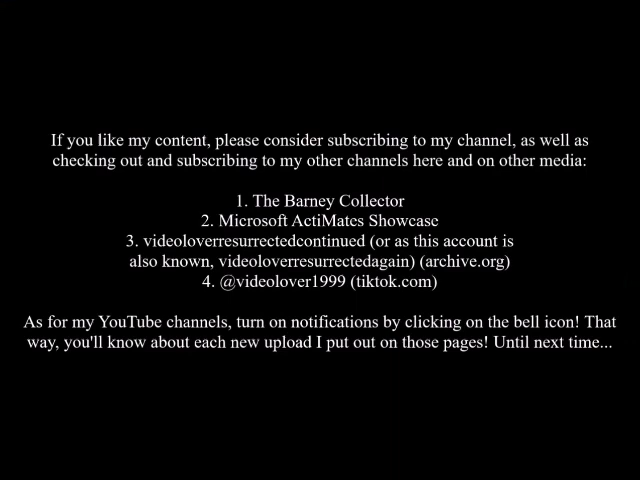 If you like my content, please consider subscribing to my channel, as well as
checking out and subscribing to my other channels here and on other media:
1. The Barney Collector
2. Microsoft ActiMates Showcase
3. videoloverresurrectedcontinued (or as this account is
also known, videoloverresurrectedagain) (archive.org)
4. @videolover1999 (tiktok.com)
As for my YouTube channels, turn on notifications by clicking on the bell icon! That
way, you'll know about each new upload I put out on those pages! Until next time...